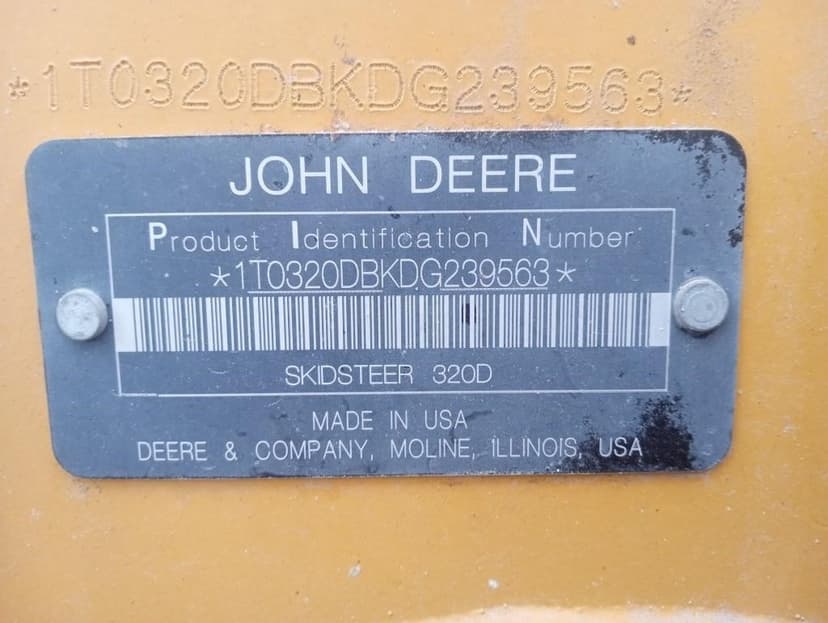 *1T0320DBKDG239563*
JOHN DEERE
Product Identification Number
*1T0320DBKDG239563*
SKIDSTEER 320D
MADE IN USA
DEERE & COMPANY, MOLINE, ILLINOIS, USA